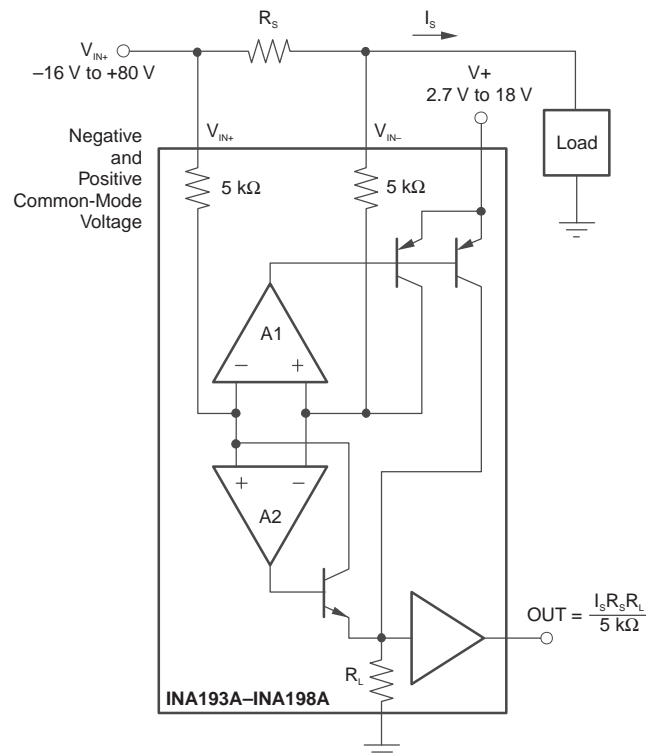 R_S
I_S
V_IN+
–16 V to +80 V
V+
2.7 V to 18 V
Negative
and
Positive
Common-Mode
Voltage
V_IN+
V_IN–
Load
5 kΩ
5 kΩ
A1
– +
+ –
A2
OUT = I_SR_SR_L / 5 kΩ
R_L
INA193A–INA198A